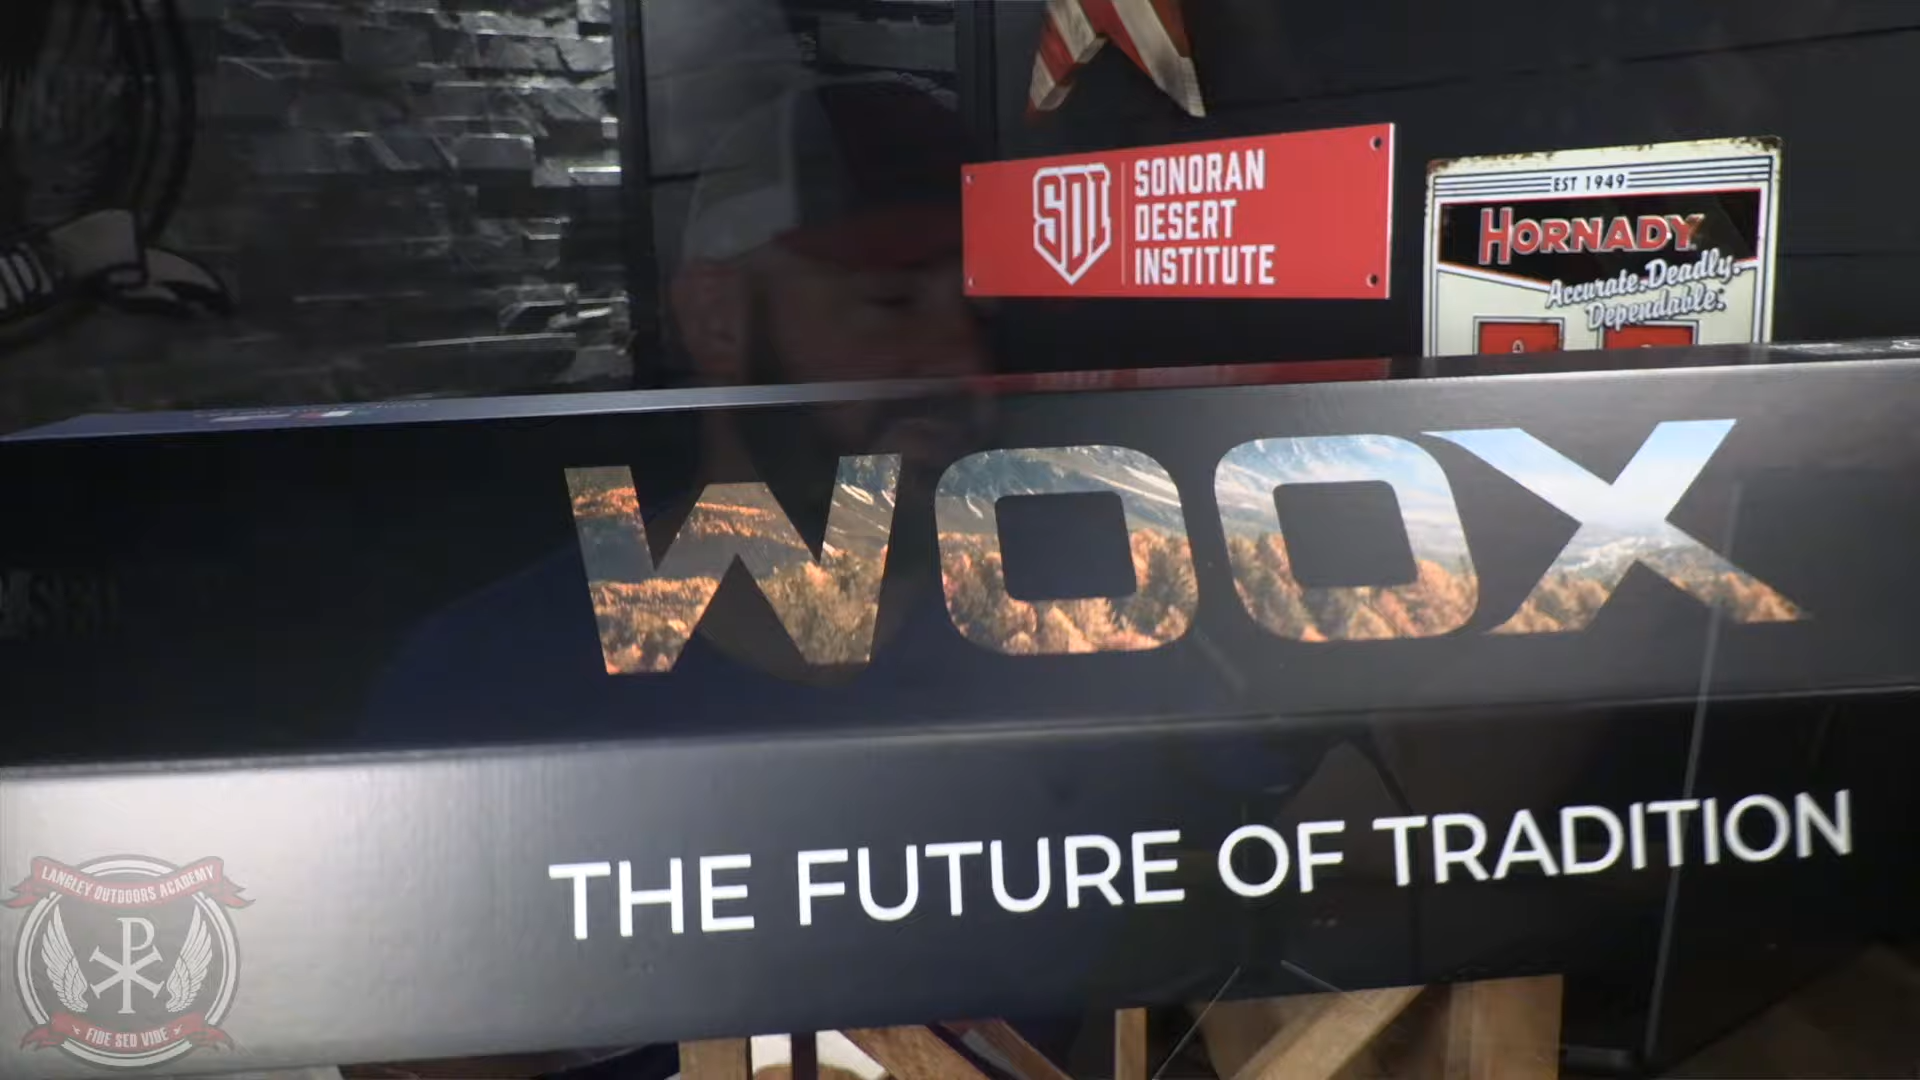 SDI
SONORAN
DESERT
INSTITUTE
EST 1949
HORNADY
Accurate. Deadly.
Dependable.
WOOX
THE FUTURE OF TRADITION
LANGLEY OUTDOORS ACADEMY
FIDE SED VIDE